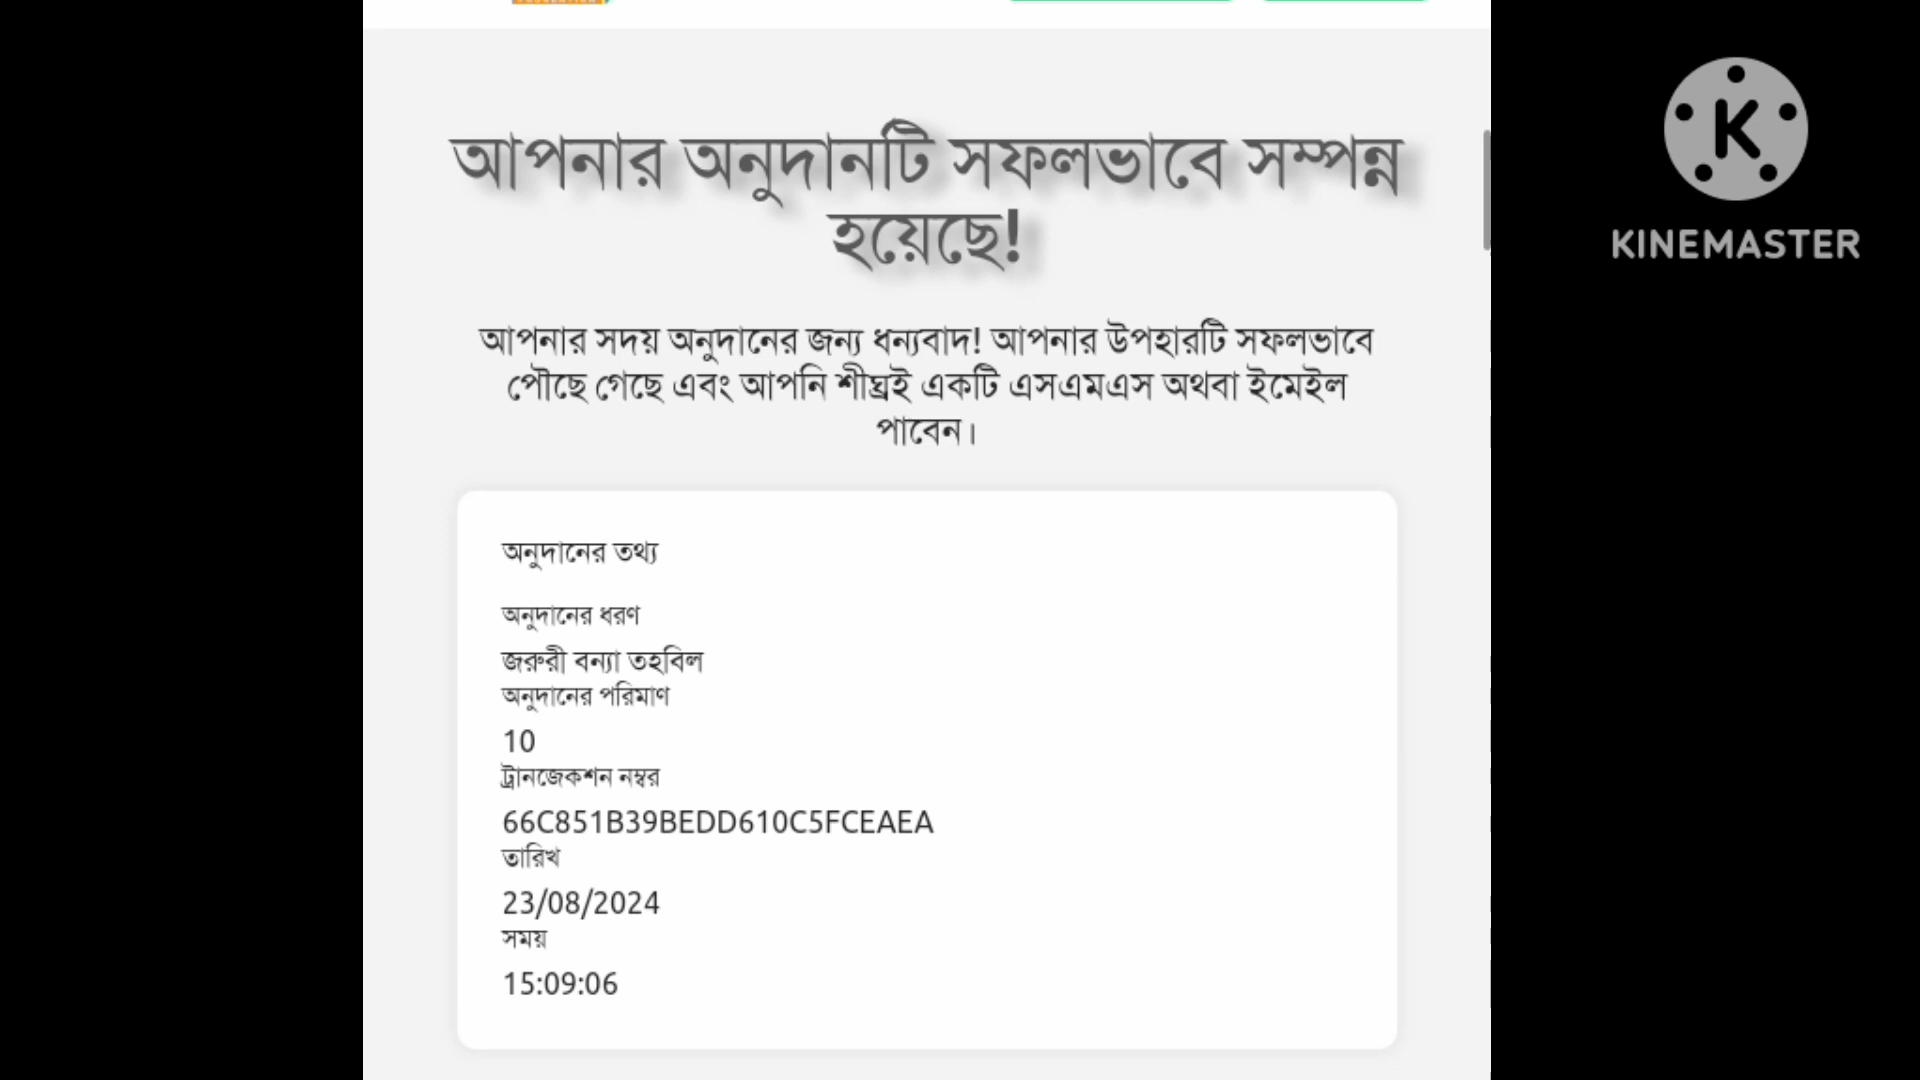 আপনার অনুদানটি সফলভাবে সম্পন্ন
হয়েছে!
আপনার সদয় অনুদানের জন্য ধন্যবাদ! আপনার উপহারটি সফলভাবে
পৌছে গেছে এবং আপনি শীঘ্রই একটি এসএমএস অথবা ইমেইল
পাবেন।
অনুদানের তথ্য
অনুদানের ধরণ
জরুরী বন্যা তহবিল
অনুদানের পরিমাণ
10
ট্রানজেকশন নম্বর
66C851B39BEDD610C5FCEAEA
তারিখ
23/08/2024
সময়
15:09:06
KINEMASTER